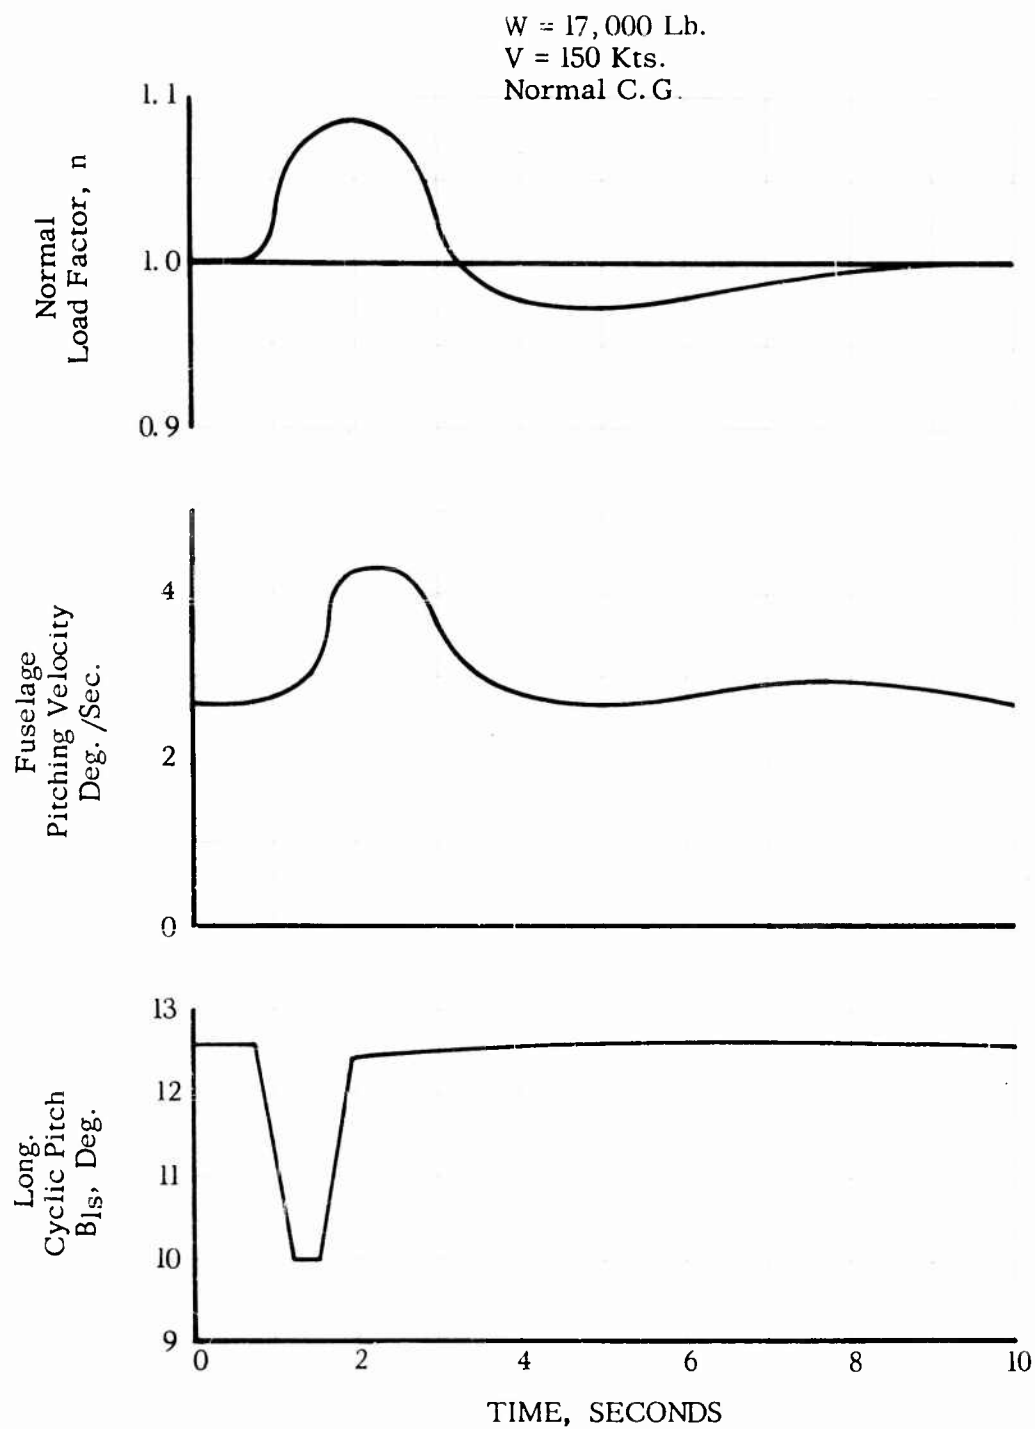 W = 17,000 Lb.
V = 150 Kts.
Normal C.G.
Normal
Load Factor, n
1.1
1.0
0.9
Fuselage
Pitching Velocity
Deg./Sec.
4
2
0
Long.
Cyclic Pitch
B1s, Deg.
13
12
11
10
9
0 2 4 6 8 10
TIME, SECONDS